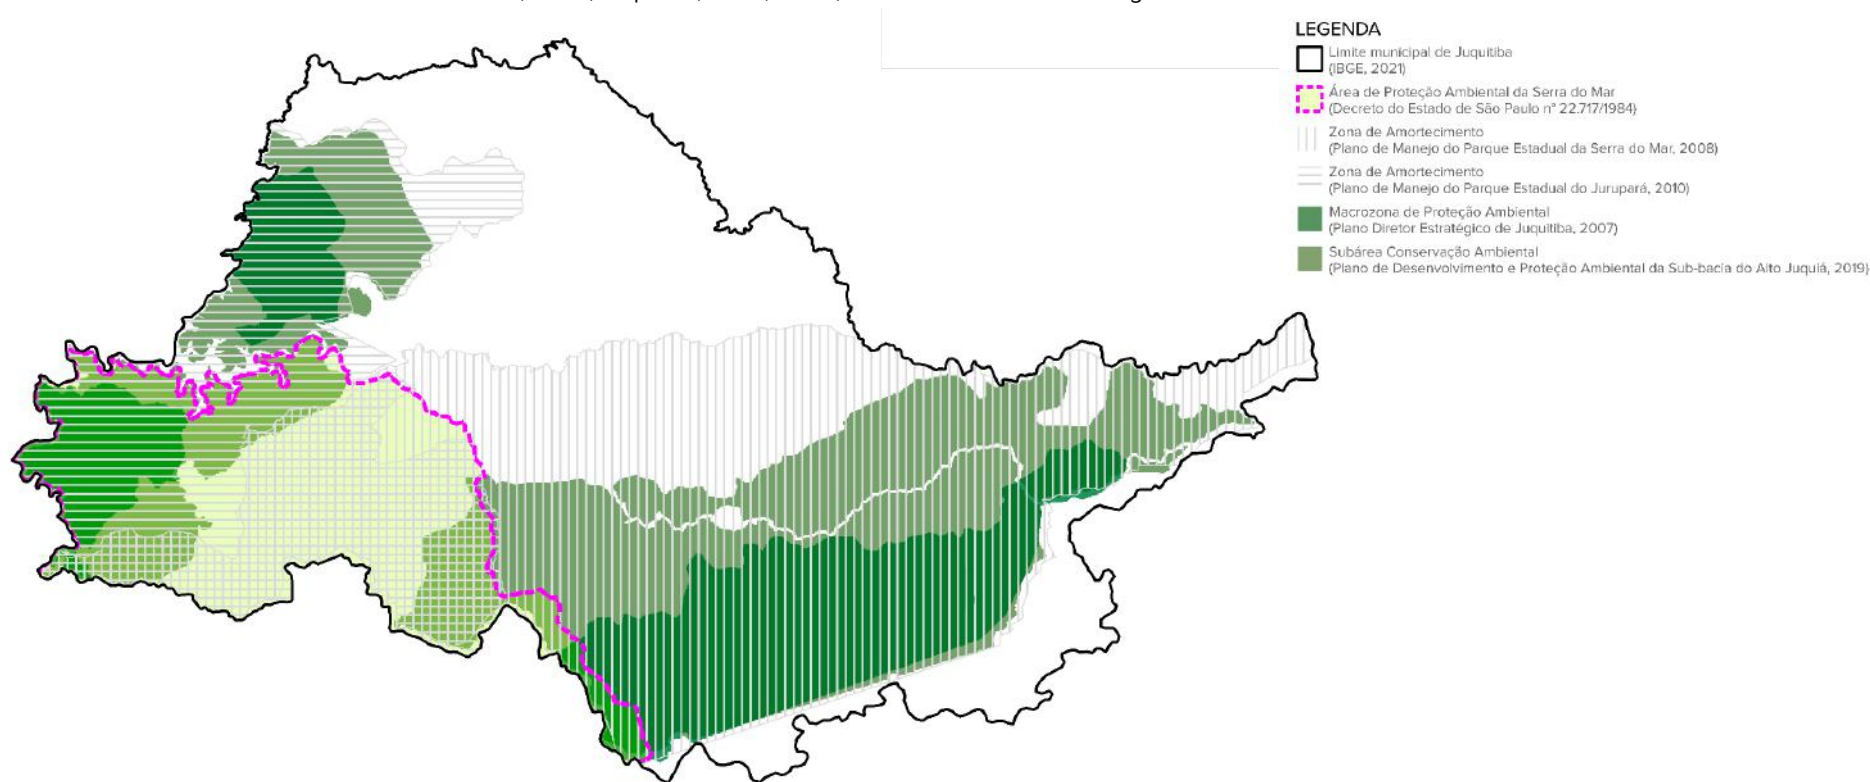 LEGENDA
Limite municipal de Juquitiba
(IBGE, 2021)
Área de Proteção Ambiental da Serra do Mar
(Decreto do Estado de São Paulo n° 22.717/1984)
Zona de Amortecimento
(Plano de Manejo do Parque Estadual da Serra do Mar, 2008)
Zona de Amortecimento
(Plano de Manejo do Parque Estadual do Jurupará, 2010)
Macrozona de Proteção Ambiental
(Plano Diretor Estratégico de Juquitiba, 2007)
Subárea Conservação Ambiental
(Plano de Desenvolvimento e Proteção Ambiental da Sub-bacia do Alto Juquiá, 2019)